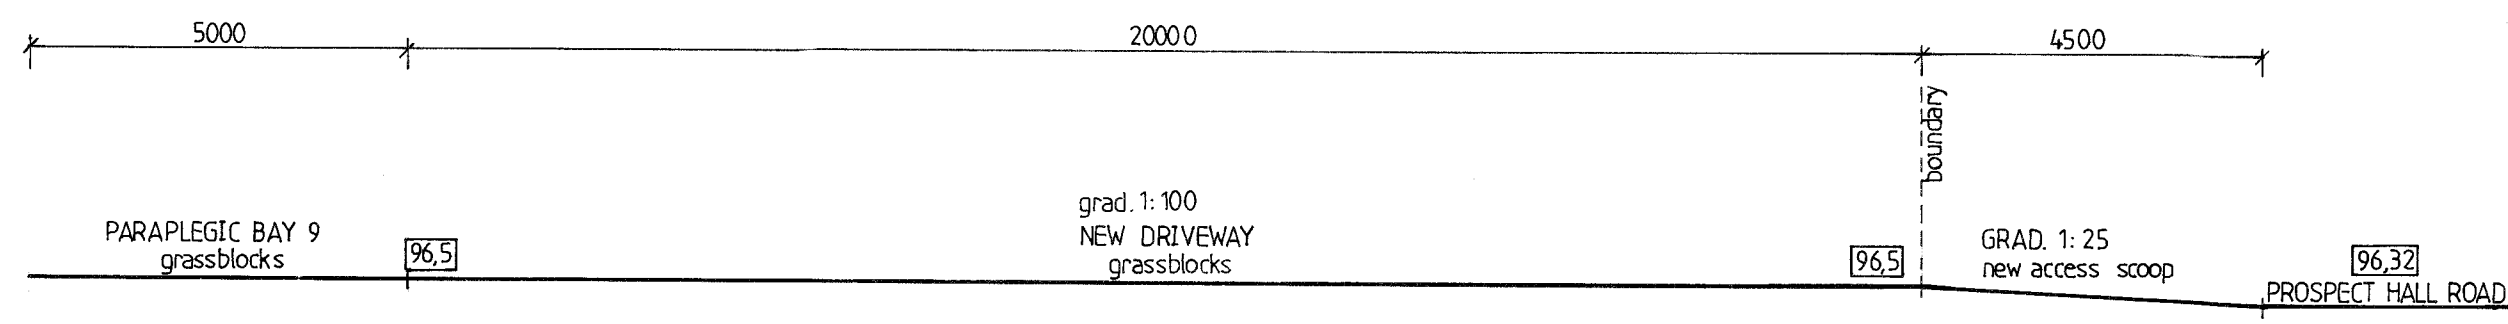 5000
20000
4500
boundary
PARAPLEGIC BAY 9
grassblocks
96,5
grad. 1:100
NEW DRIVEWAY
grassblocks
96,5
GRAD. 1:25
new access scoop
96,32
PROSPECT HALL ROAD